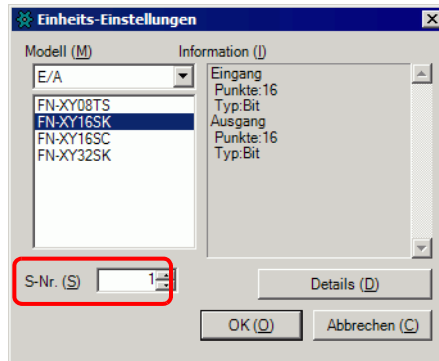 Einheits-Einstellungen
Modell (M)
Information (I)
E/A
FN-XY08TS
FN-XY16SK
FN-XY16SC
FN-XY32SK
Eingang
Punkte:16
Typ:Bit
Ausgang
Punkte:16
Typ:Bit
S-Nr. (S)
1
Details (D)
OK (O)
Abbrechen (C)